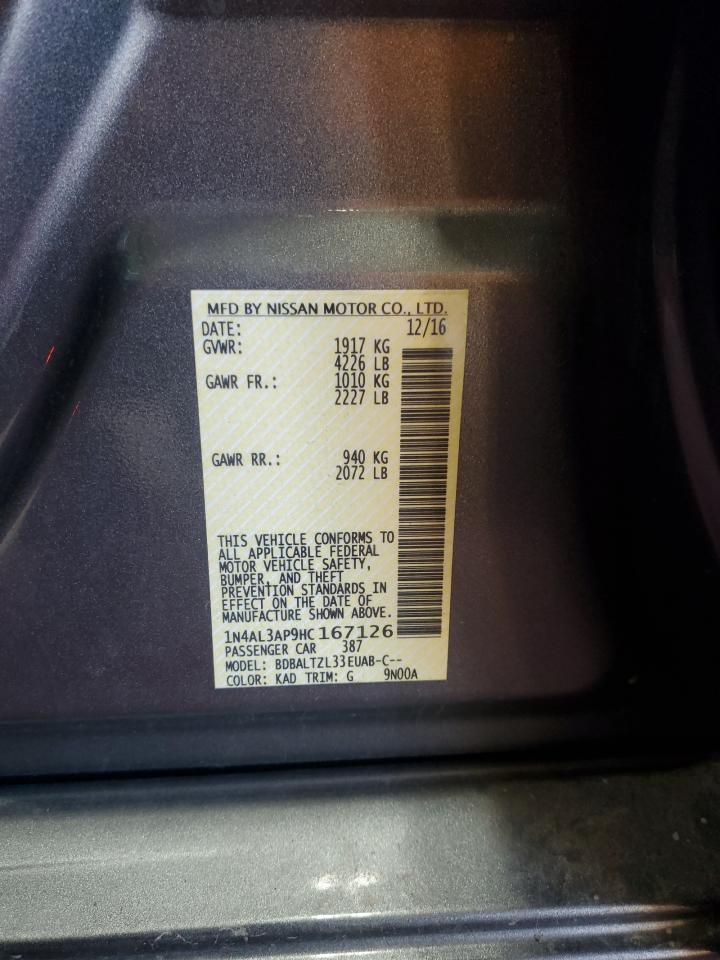 MFD BY NISSAN MOTOR CO., LTD.
DATE: 12/16
GVWR: 1917 KG
4226 LB
GAWR FR.: 1010 KG
2227 LB
GAWR RR.: 940 KG
2072 LB
THIS VEHICLE CONFORMS TO
ALL APPLICABLE FEDERAL
MOTOR VEHICLE SAFETY,
BUMPER, AND THEFT
PREVENTION STANDARDS IN
EFFECT ON THE DATE OF
MANUFACTURE SHOWN ABOVE.
1N4AL3AP9HC167126
PASSENGER CAR 387
MODEL: BDBALTZL33EUAB-C--
COLOR: KAD TRIM: G 9N00A